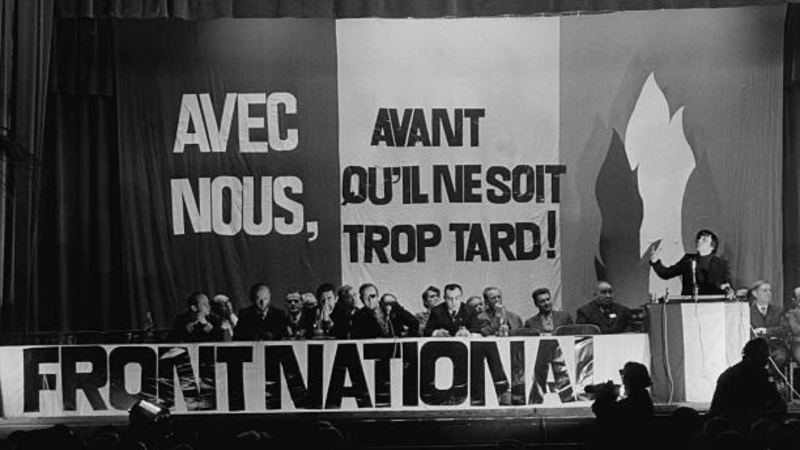 AVEC
NOUS,
AVANT
QU'IL NE SOIT
TROP TARD!
FRONT NATIONAL